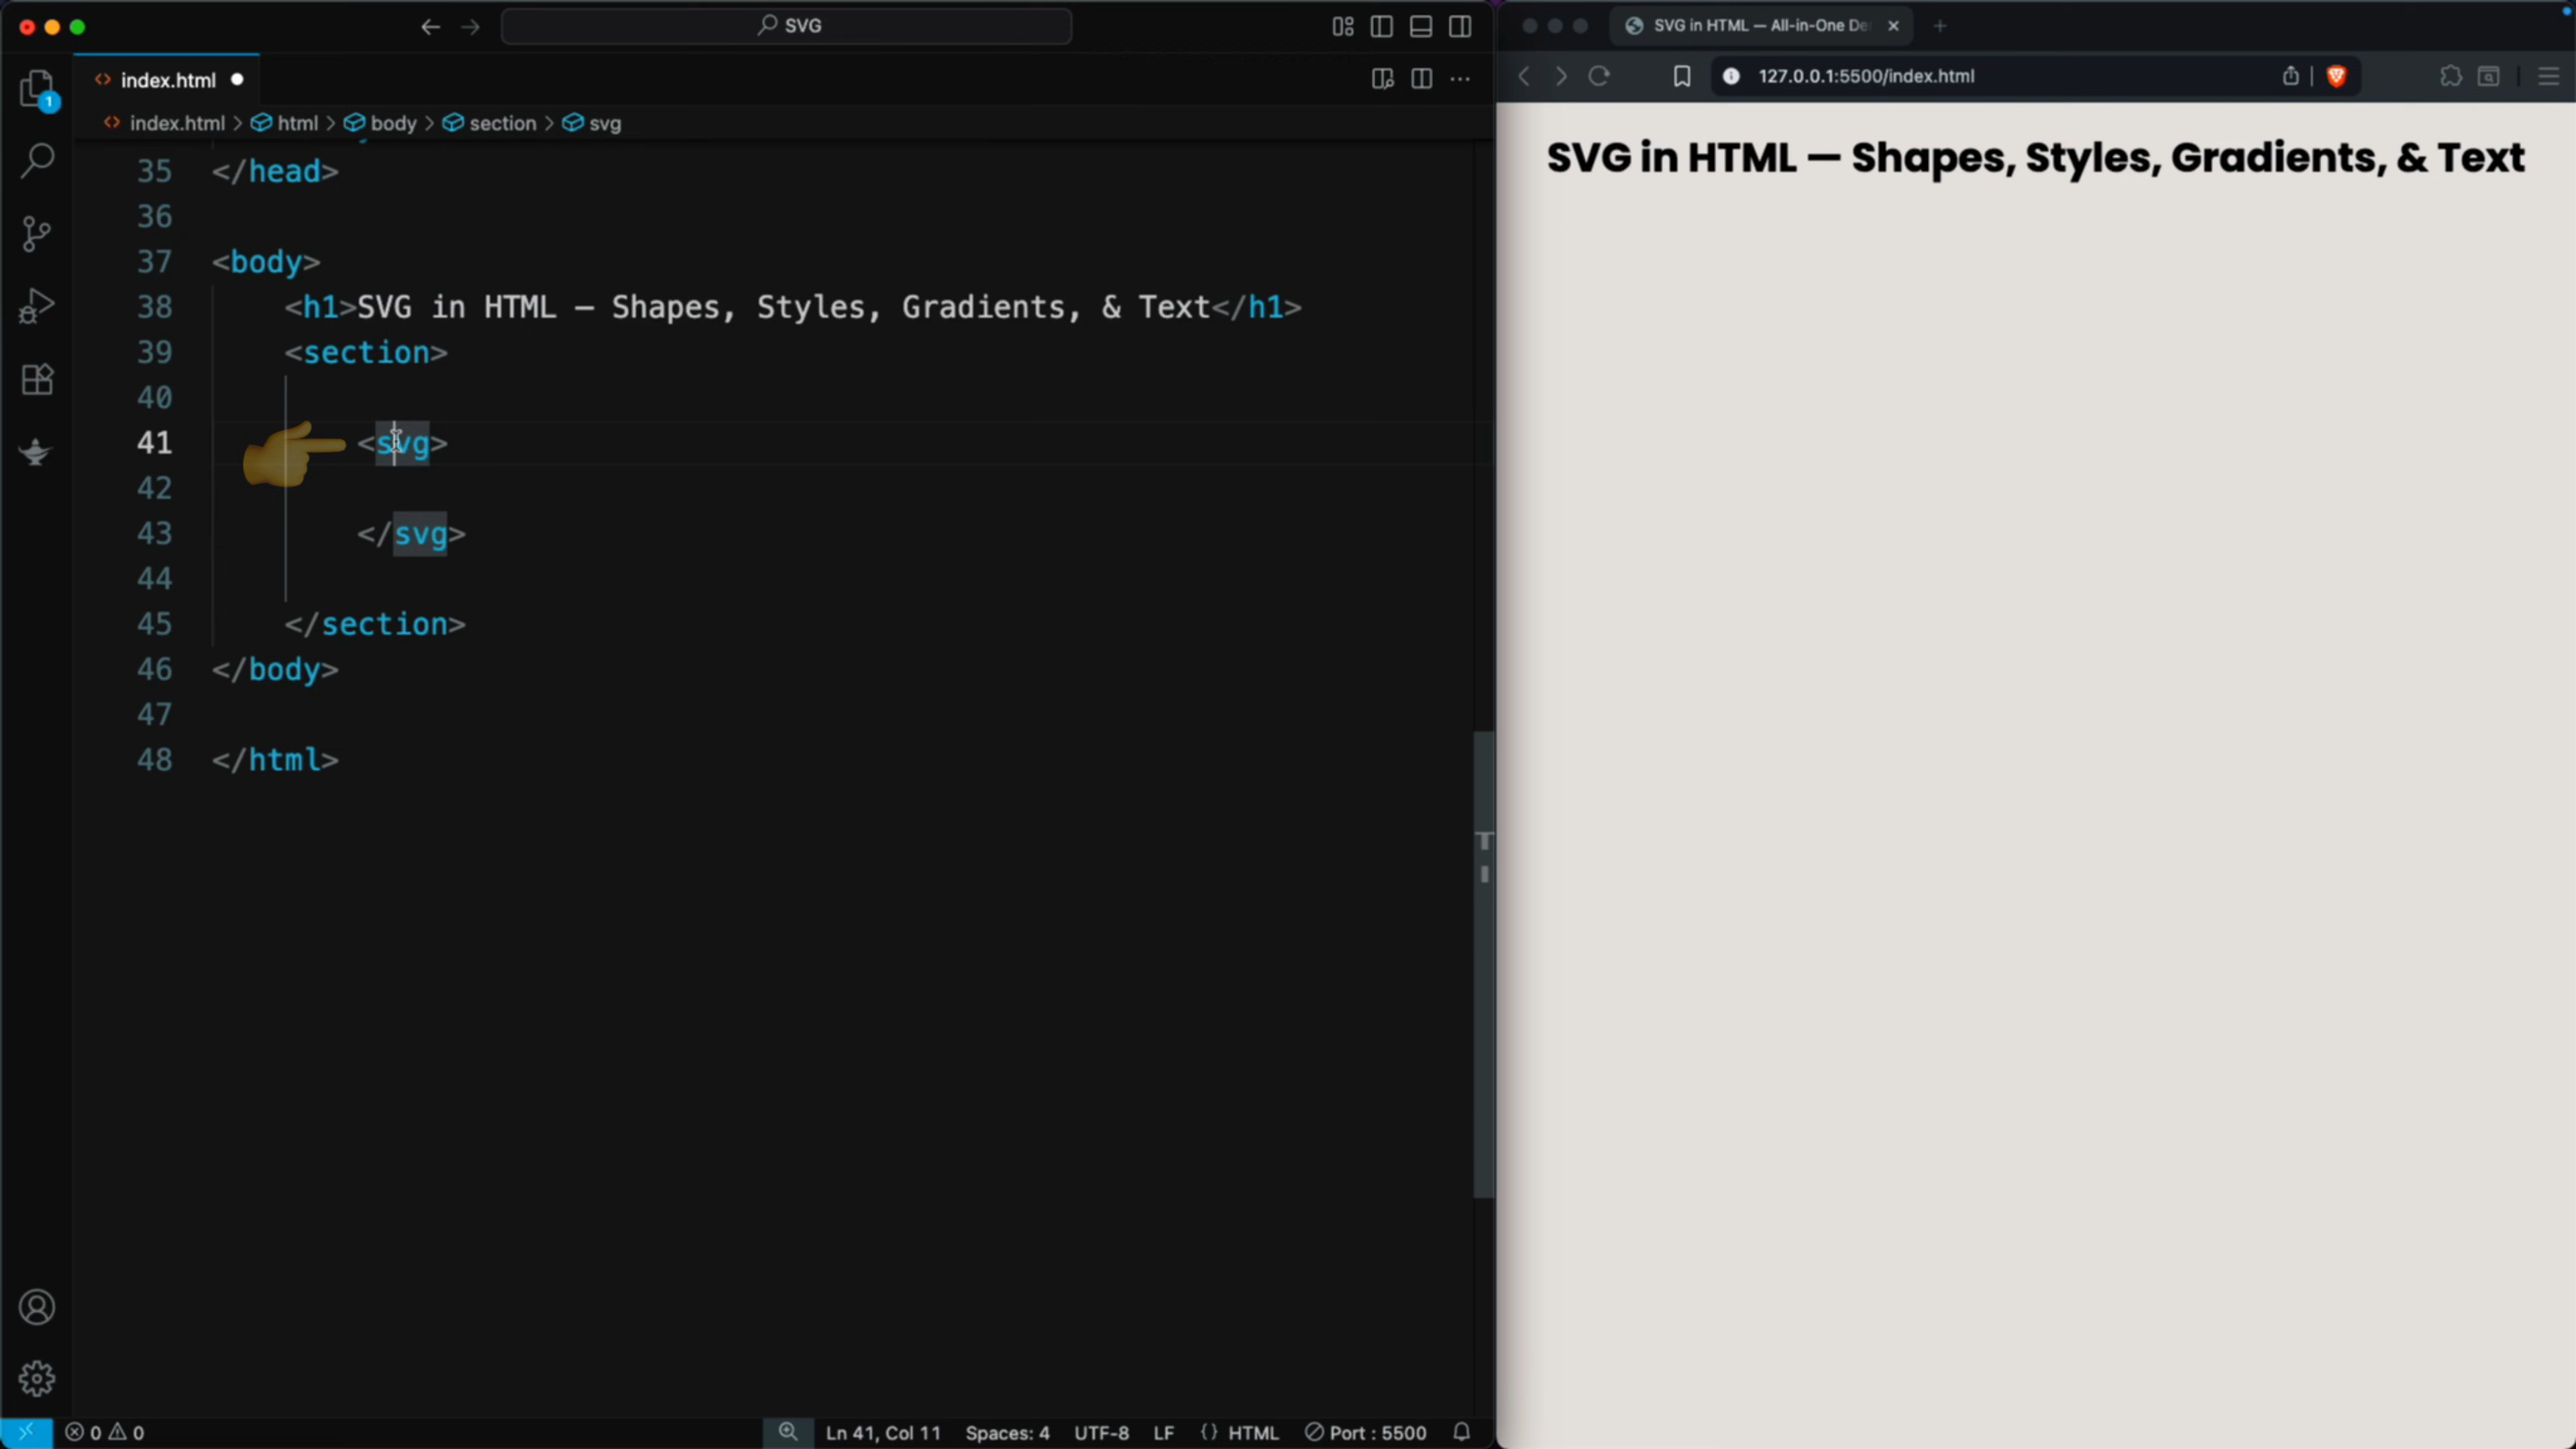 SVG
index.html
index.html > html > body > section > svg
35 </head>
36
37 <body>
38 <h1>SVG in HTML — Shapes, Styles, Gradients, & Text</h1>
39 <section>
40
41 <svg>
42
43 </svg>
44
45 </section>
46 </body>
47
48 </html>
1
0 0
Ln 41, Col 11 Spaces: 4 UTF-8 LF {} HTML Port : 5500
SVG in HTML — All-in-One De
127.0.0.1:5500/index.html
SVG in HTML — Shapes, Styles, Gradients, & Text